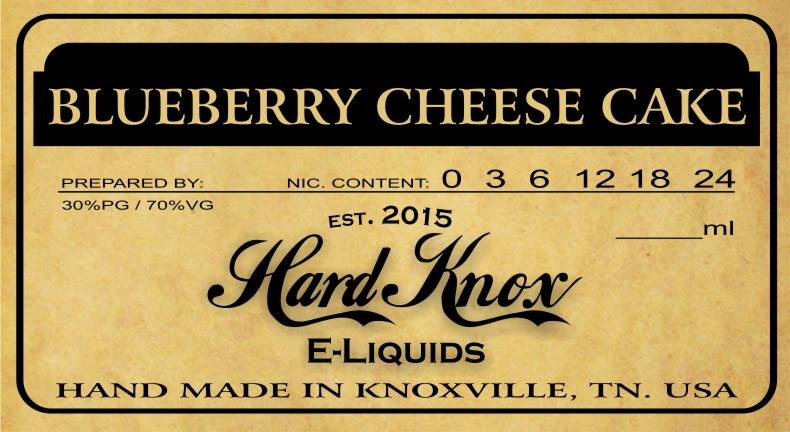 BLUEBERRY CHEESE CAKE
PREPARED BY: NIC. CONTENT: 0 3 6 12 18 24
30%PG / 70%VG
EST. 2015
______ml
Hard Knox
E-LIQUIDS
HAND MADE IN KNOXVILLE, TN. USA